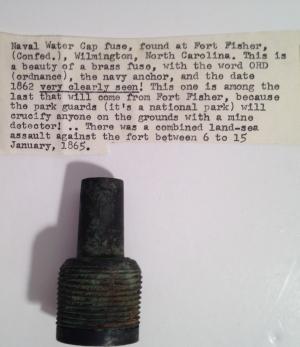 Naval Water Cap fuse, found at Fort Fisher,
(Confed.), Wilmington, North Carolina. This is
a beauty of a brass fuse, with the word ORD
(ordnance), the navy anchor, and the date
1862 very clearly seen! This one is among the
last that will come from Fort Fisher, because
the park guards (it's a national park) will
crucify anyone on the grounds with a mine
detector! .. There was a combined land-sea
assault against the fort between 6 to 15
January, 1865.